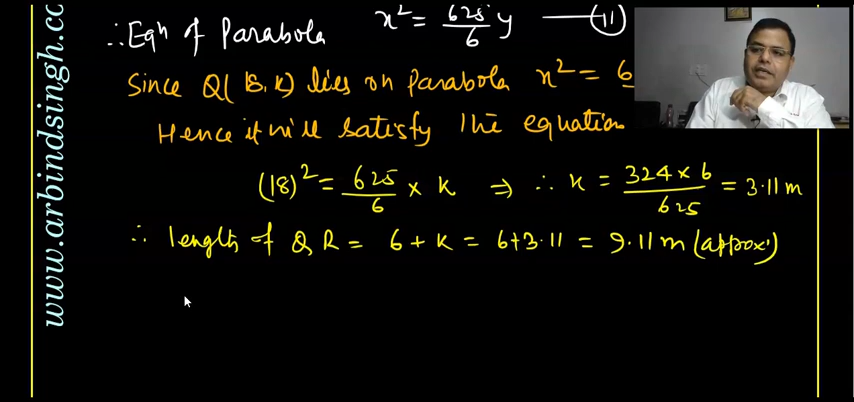 ∴ Eqn of Parabola x² = 625/6 y —— (11)
Since Q(18, k) lies on Parabola x² = 6
Hence it will satisfy the equation
(18)² = 625/6 × k ⇒ ∴ k = 324 × 6/625 = 3.11 m
∴ length of QR = 6 + k = 6+3.11 = 9.11 m (approx)
www.arbindsingh.cc